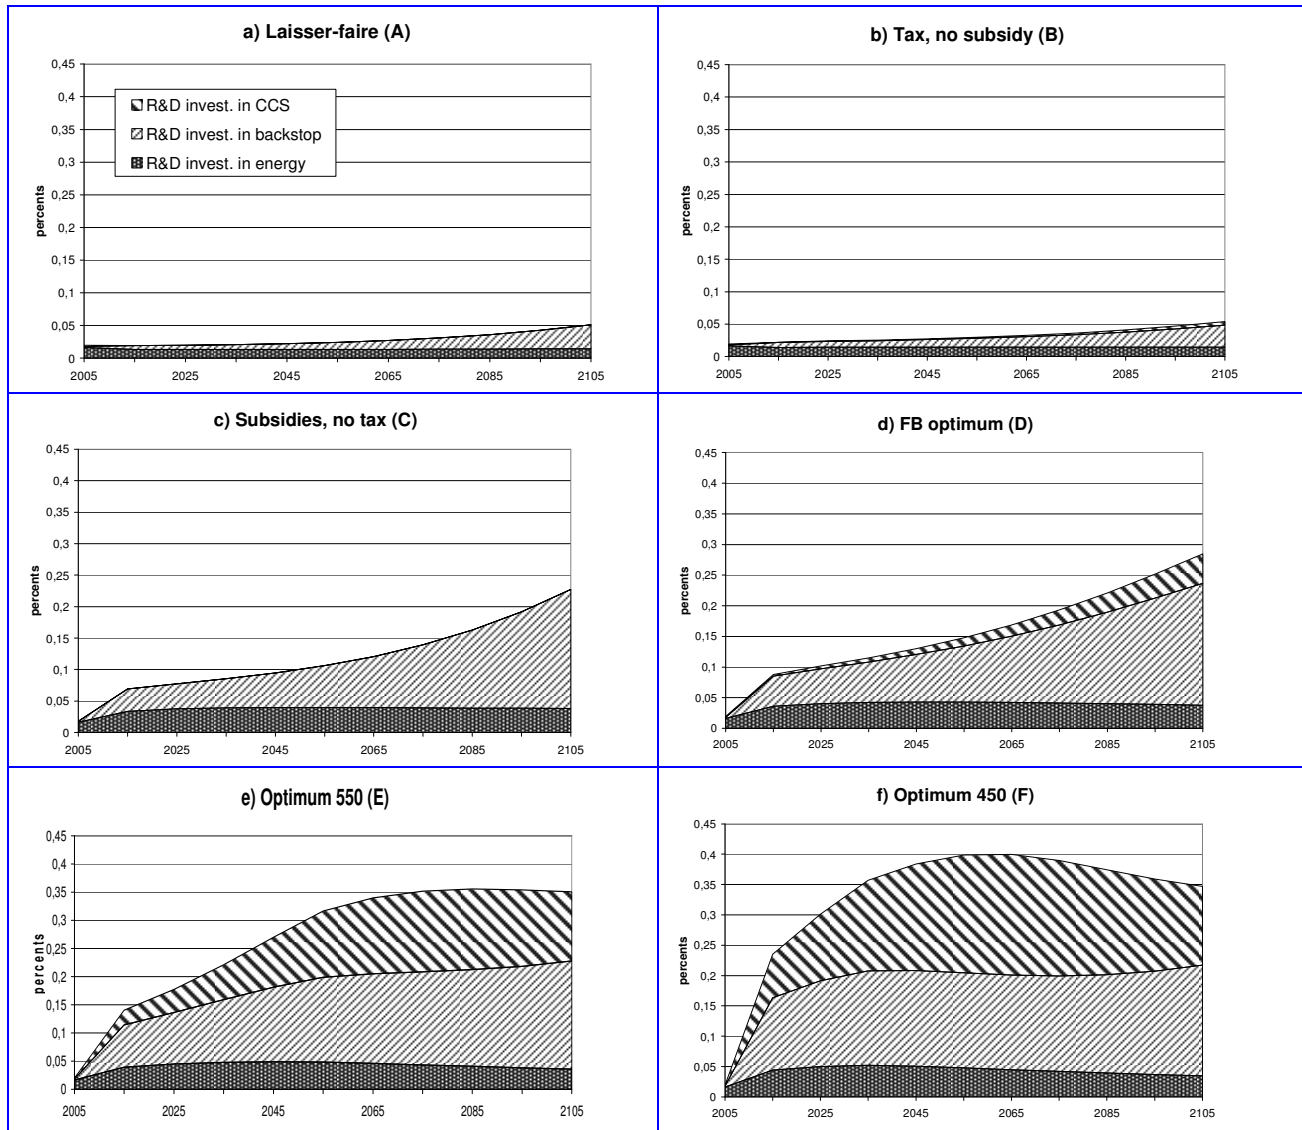 a) Laisser-faire (A)
0,45
0,4
0,35
0,3
0,25
0,2
0,15
0,1
0,05
0
percents
R&D invest. in CCS
R&D invest. in backstop
R&D invest. in energy
2005 2025 2045 2065 2085 2105
b) Tax, no subsidy (B)
0,45
0,4
0,35
0,3
0,25
0,2
0,15
0,1
0,05
0
percents
2005 2025 2045 2065 2085 2105
c) Subsidies, no tax (C)
0,45
0,4
0,35
0,3
0,25
0,2
0,15
0,1
0,05
0
percents
2005 2025 2045 2065 2085 2105
d) FB optimum (D)
0,45
0,4
0,35
0,3
0,25
0,2
0,15
0,1
0,05
0
percents
2005 2025 2045 2065 2085 2105
e) Optimum 550 (E)
0,45
0,4
0,35
0,3
0,25
0,2
0,15
0,1
0,05
0
percents
2005 2025 2045 2065 2085 2105
f) Optimum 450 (F)
0,45
0,4
0,35
0,3
0,25
0,2
0,15
0,1
0,05
0
percents
2005 2025 2045 2065 2085 2105